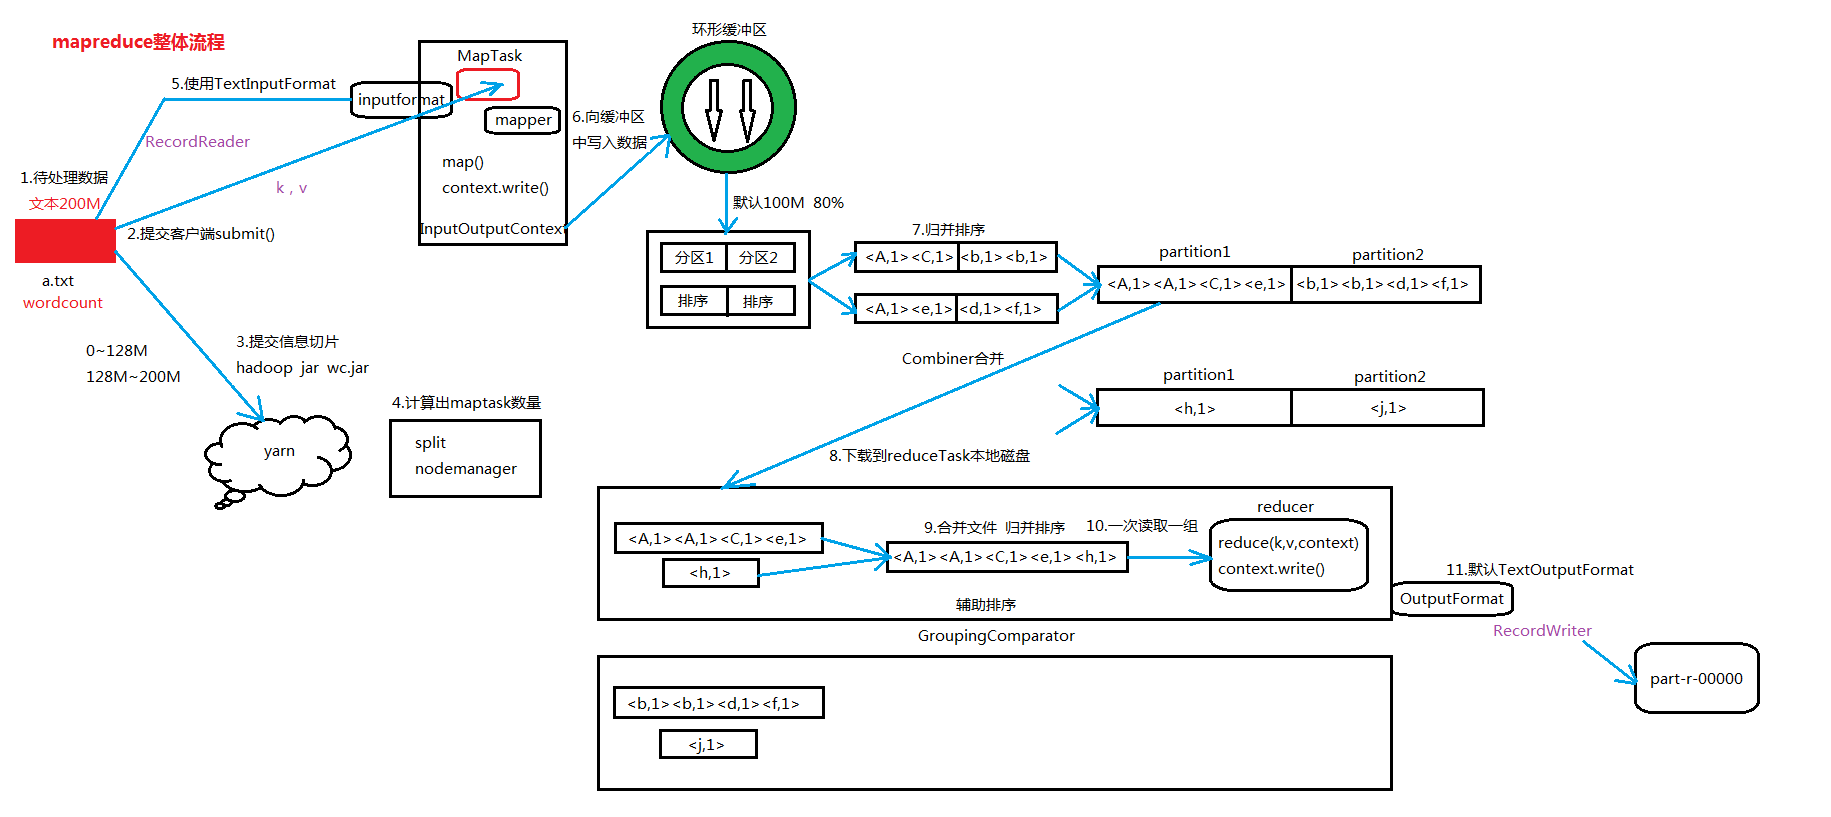 mapreduce整体流程
5.使用TextInputFormat
inputformat
RecordReader
k , v
1.待处理数据
文本200M
2.提交客户端submit()
a.txt
wordcount
0~128M
128M~200M
3.提交信息切片
hadoop jar wc.jar
yarn
4.计算出maptask数量
split
nodemanager
MapTask
mapper
map()
context.write()
InputOutputContex
6.向缓冲区
中写入数据
环形缓冲区
默认100M 80%
分区1
分区2
排序
排序
7.归并排序
<A,1><C,1>
<b,1><b,1>
<A,1><e,1>
<d,1><f,1>
partition1
partition2
<A,1><A,1><C,1><e,1>
<b,1><b,1><d,1><f,1>
Combiner合并
partition1
partition2
<h,1>
<j,1>
8.下载到reduceTask本地磁盘
<A,1><A,1><C,1><e,1>
<h,1>
9.合并文件 归并排序
<A,1><A,1><C,1><e,1><h,1>
10.一次读取一组
reducer
reduce(k,v,context)
context.write()
辅助排序
GroupingComparator
11.默认TextOutputFormat
OutputFormat
RecordWriter
part-r-00000
<b,1><b,1><d,1><f,1>
<j,1>